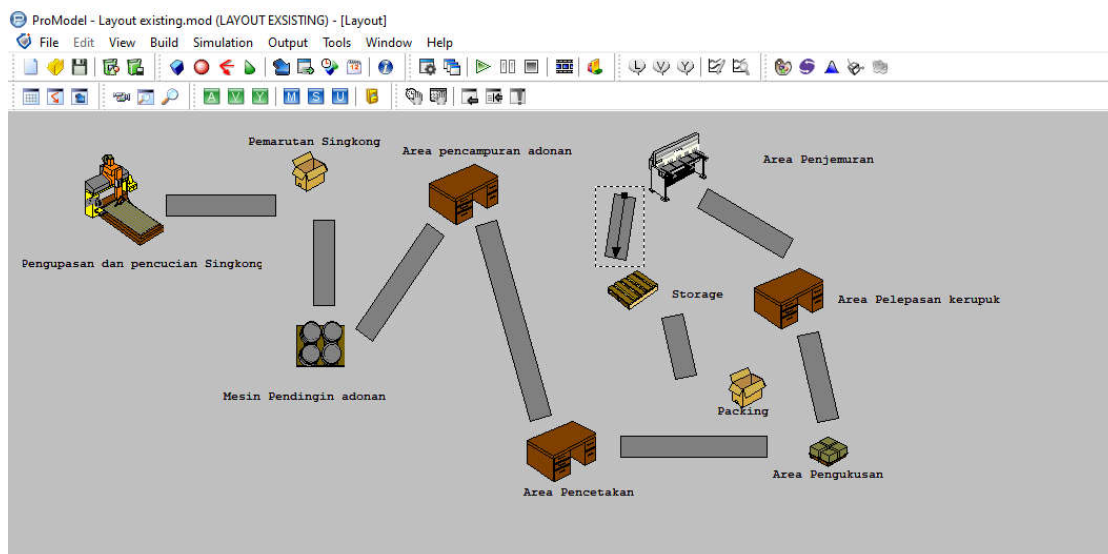 ProModel - Layout existing.mod (LAYOUT EXSISTING) - [Layout]
File Edit View Build Simulation Output Tools Window Help
Pemarutan Singkong
Area pencampuran adonan
Area Penjemuran
Pengupasan dan pencucian Singkong
Storage
Area Pelepasan kerupuk
Mesin Pendingin adonan
Packing
Area Pengukusan
Area Pencetakan